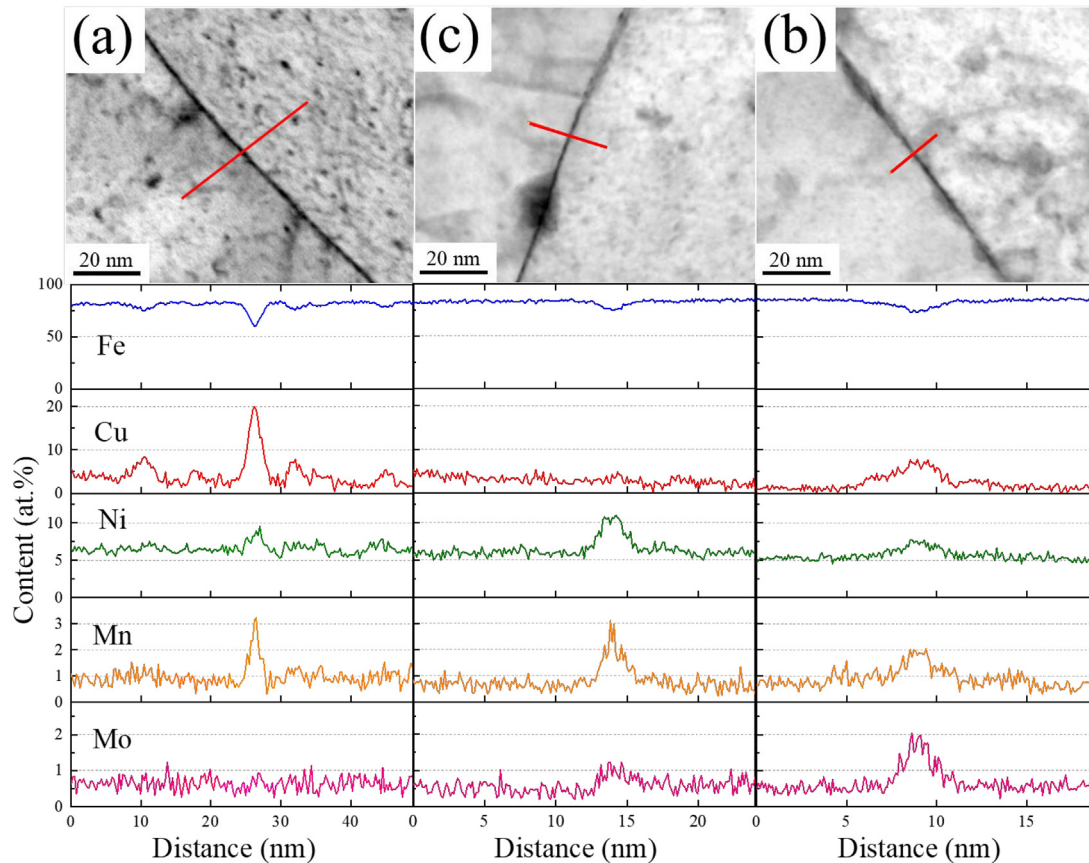 (a) (c) (b)
20 nm 20 nm 20 nm
100
50
0
Fe
20
10
0
Cu
10
5
0
Ni
3
2
1
0
Mn
2
1
0
Mo
Content (at.%)
0 10 20 30 40 0 5 10 15 20 0 5 10 15
Distance (nm) Distance (nm) Distance (nm)